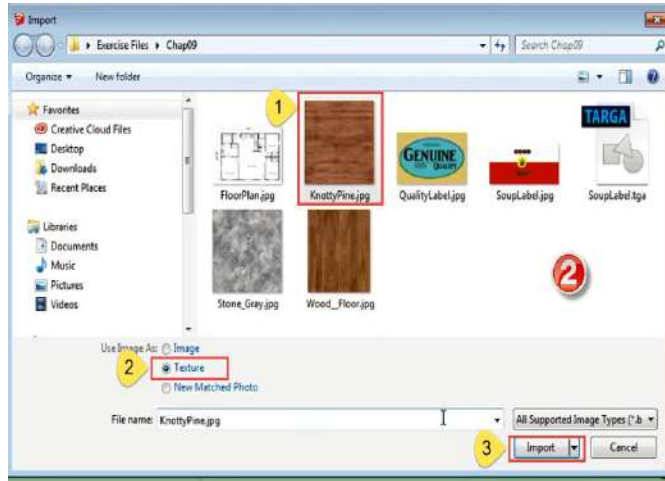 Import
Exercise Files ▸ Chap09
Search Chap09
Organize ▾ New folder
Favorites
Creative Cloud Files
Desktop
Downloads
Recent Places
Libraries
Documents
Music
Pictures
Videos
1
GENUINE
QUALITY
TARGA
FloorPlan.jpg KnottyPine.jpg QualityLabel.jpg SoupLabel.jpg SoupLabel.tga
2
Stone_Gray.jpg Wood_Floor.jpg
Use Image As: Image
2 Texture
New Matched Photo
File name: KnottyPine.jpg All Supported Image Types (*.b
3 Import Cancel